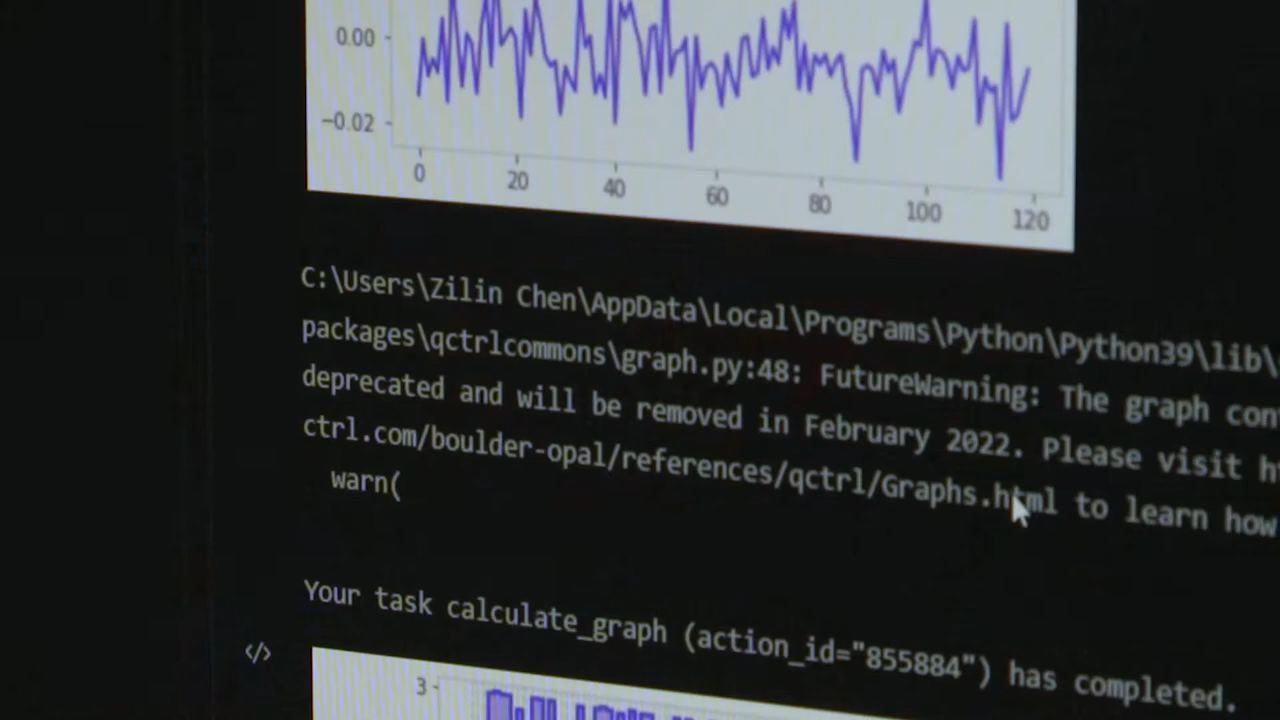 0.00
-0.02
0 20 40 60 80 100 120
C:\Users\Zilin Chen\AppData\Local\Programs\Python\Python39\lib\
packages\qctrlcommons\graph.py:48: FutureWarning: The graph con
deprecated and will be removed in February 2022. Please visit ht
ctrl.com/boulder-opal/references/qctrl/Graphs.html to learn how
warn(
Your task calculate_graph (action_id="855884") has completed.
</>
3